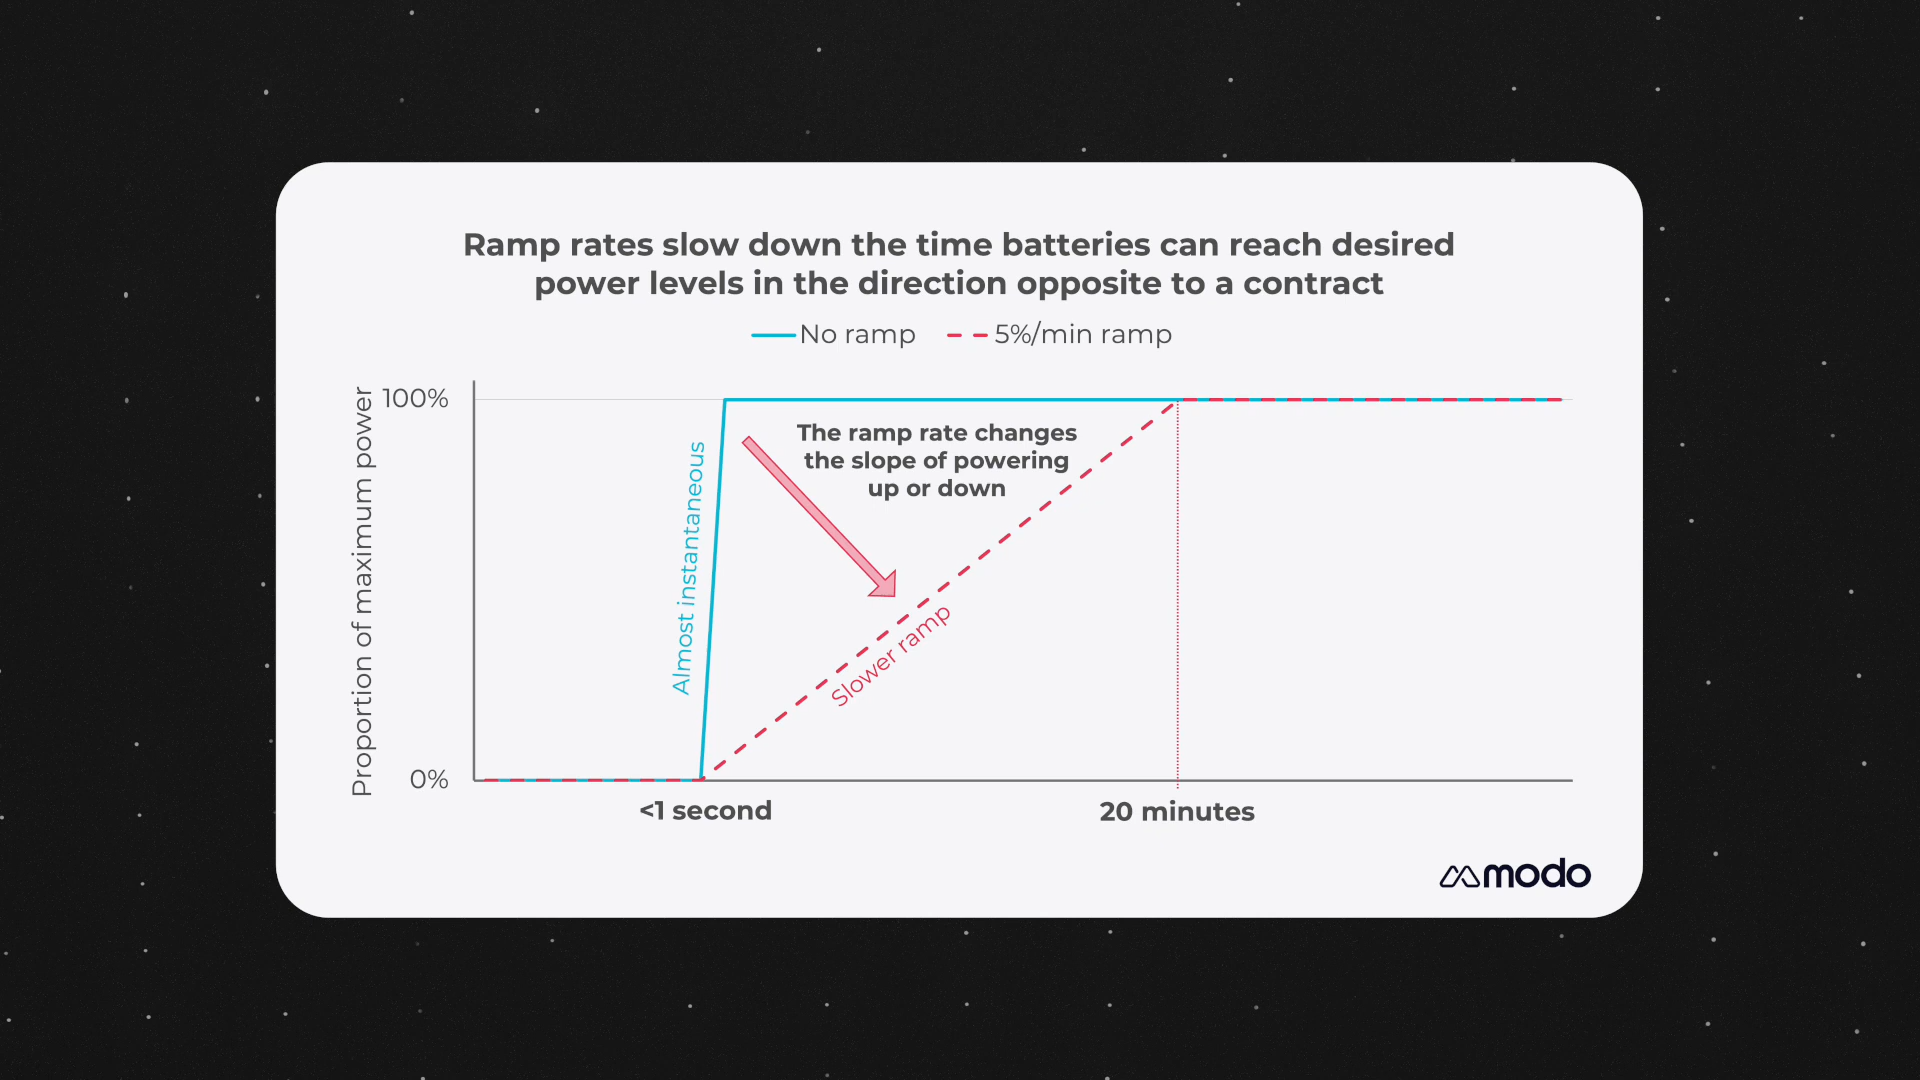 Ramp rates slow down the time batteries can reach desired
power levels in the direction opposite to a contract
No ramp
5%/min ramp
Proportion of maximum power
100%
0%
Almost instantaneous
The ramp rate changes
the slope of powering
up or down
Slower ramp
<1 second
20 minutes
modo